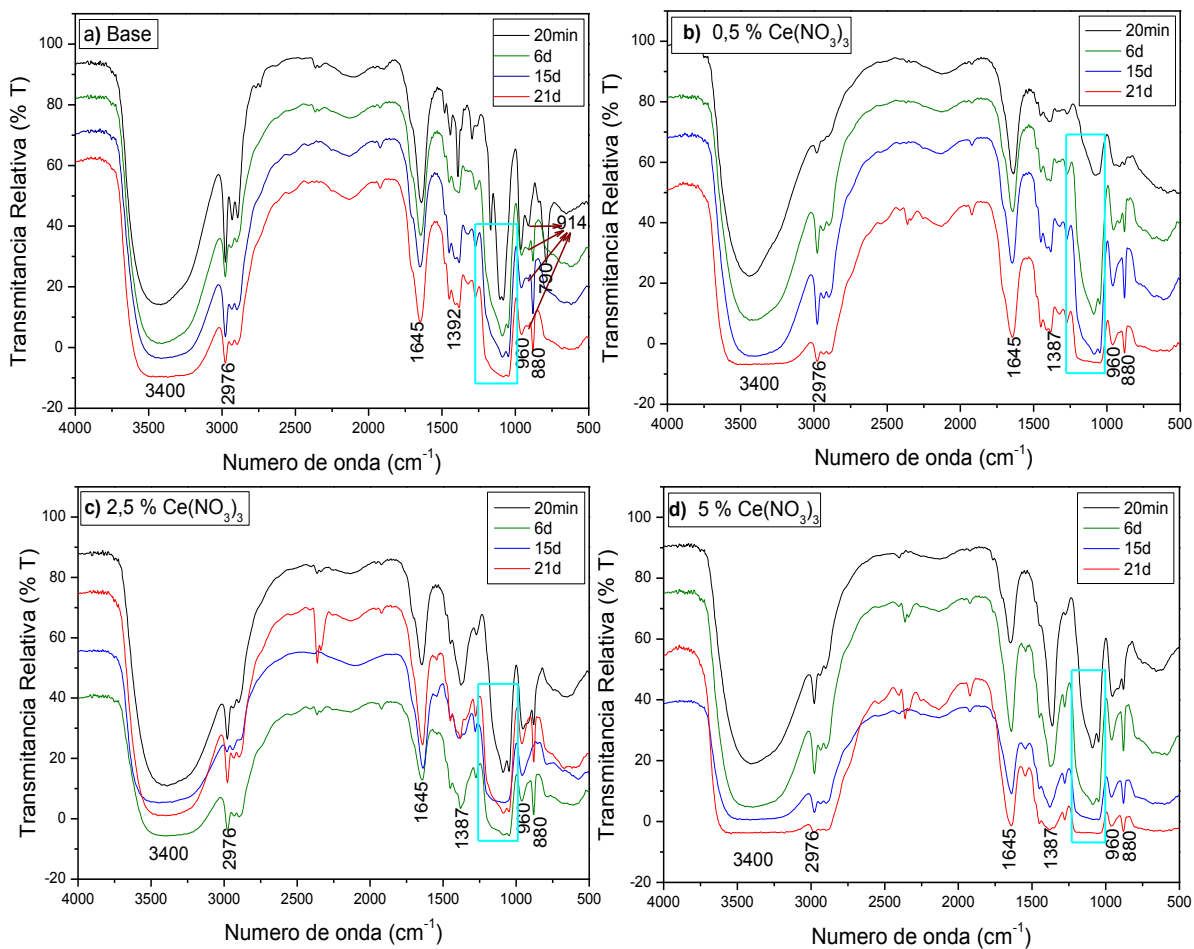 a) Base
20min
6d
15d
21d
Transmitancia Relativa (% T)
100
80
60
40
20
0
-20
914
790
3400
2976
1645
1392
960
880
4000 3500 3000 2500 2000 1500 1000 500
Numero de onda (cm-1)
b) 0,5 % Ce(NO3)3
20min
6d
15d
21d
Transmitancia Relativa (% T)
100
80
60
40
20
0
-20
3400
2976
1645
1387
960
880
4000 3500 3000 2500 2000 1500 1000 500
Numero de onda (cm-1)
c) 2,5 % Ce(NO3)3
20min
6d
15d
21d
Transmitancia Relativa (% T)
100
80
60
40
20
0
-20
3400
2976
1645
1387
960
880
4000 3500 3000 2500 2000 1500 1000 500
Numero de onda (cm-1)
d) 5 % Ce(NO3)3
20min
6d
15d
21d
Transmitancia Relativa (% T)
100
80
60
40
20
0
-20
3400
2976
1645
1387
960
880
4000 3500 3000 2500 2000 1500 1000 500
Numero de onda (cm-1)